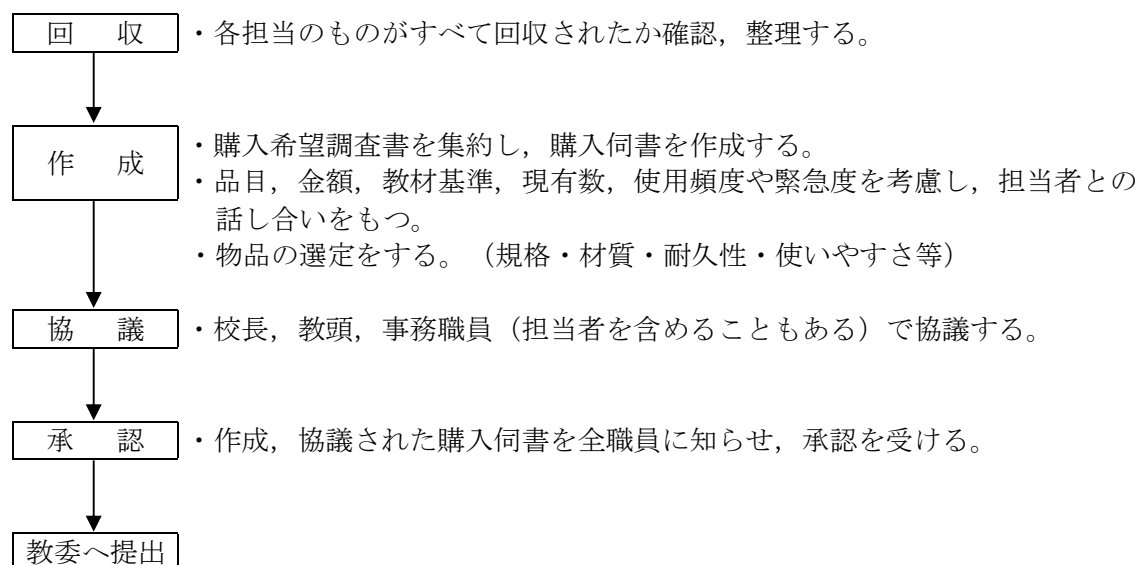 回　収 ・各担当のものがすべて回収されたか確認，整理する。
作　成
・購入希望調査書を集約し，購入伺書を作成する。
・品目，金額，教材基準，現有数，使用頻度や緊急度を考慮し，担当者との
話し合いをもつ。
・物品の選定をする。（規格・材質・耐久性・使いやすさ等）
協　議 ・校長，教頭，事務職員（担当者を含めることもある）で協議する。
承　認 ・作成，協議された購入伺書を全職員に知らせ，承認を受ける。
教委へ提出